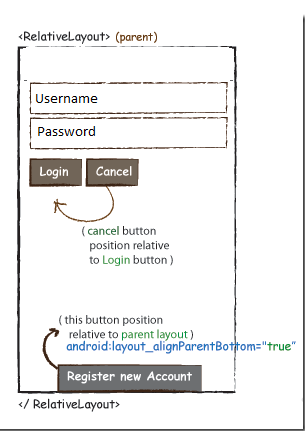 <RelativeLayout> (parent)
Username
Password
Login Cancel
( cancel button
position relative
to Login button )
( this button position
relative to parent layout )
android:layout_alignParentBottom="true"
Register new Account
</ RelativeLayout>